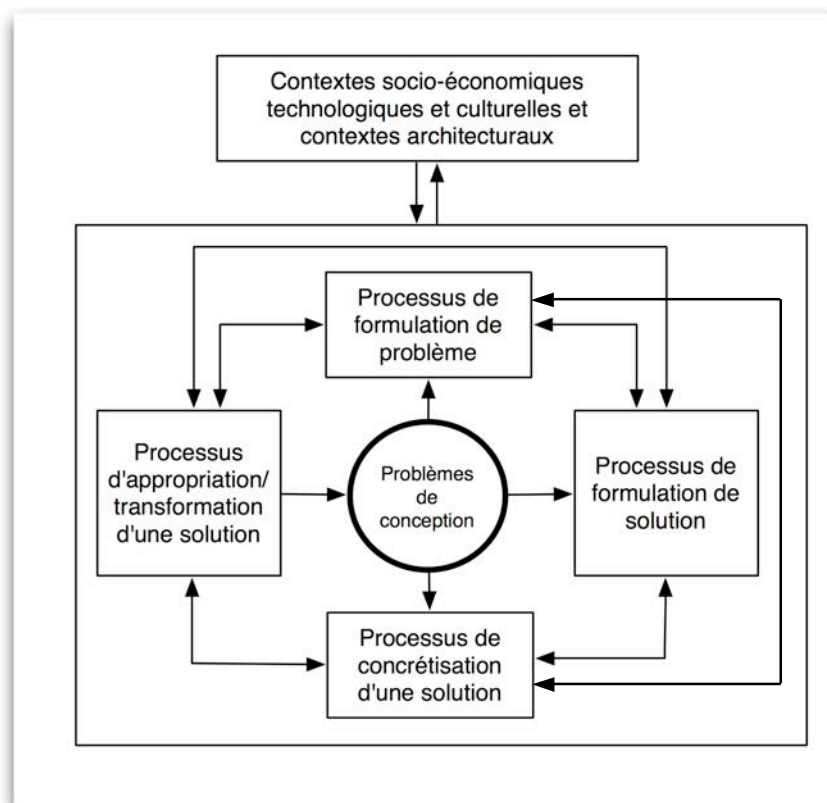 Contextes socio-économiques
technologiques et culturelles et
contextes architecturaux
Processus de
formulation de
problème
Processus
d'appropriation/
transformation
d'une solution
Problèmes
de
conception
Processus de
formulation de
solution
Processus de
concrétisation
d'une solution